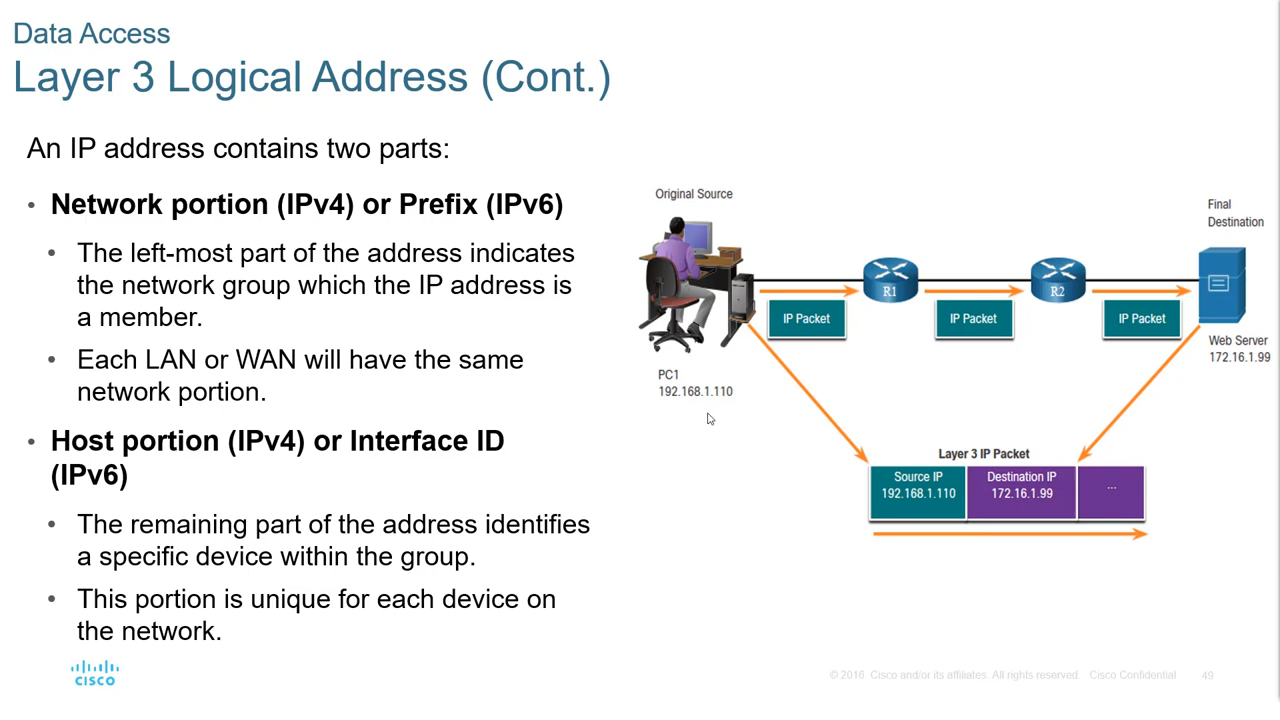 Data Access
Layer 3 Logical Address (Cont.)
An IP address contains two parts:
• Network portion (IPv4) or Prefix (IPv6)
• The left-most part of the address indicates
the network group which the IP address is
a member.
• Each LAN or WAN will have the same
network portion.
• Host portion (IPv4) or Interface ID
(IPv6)
• The remaining part of the address identifies
a specific device within the group.
• This portion is unique for each device on
the network.
Original Source
Final
Destination
R1
R2
IP Packet
IP Packet
IP Packet
Web Server
172.16.1.99
PC1
192.168.1.110
Layer 3 IP Packet
Source IP
192.168.1.110
Destination IP
172.16.1.99
...
CISCO
© 2016 Cisco and/or its affiliates. All rights reserved. Cisco Confidential
49